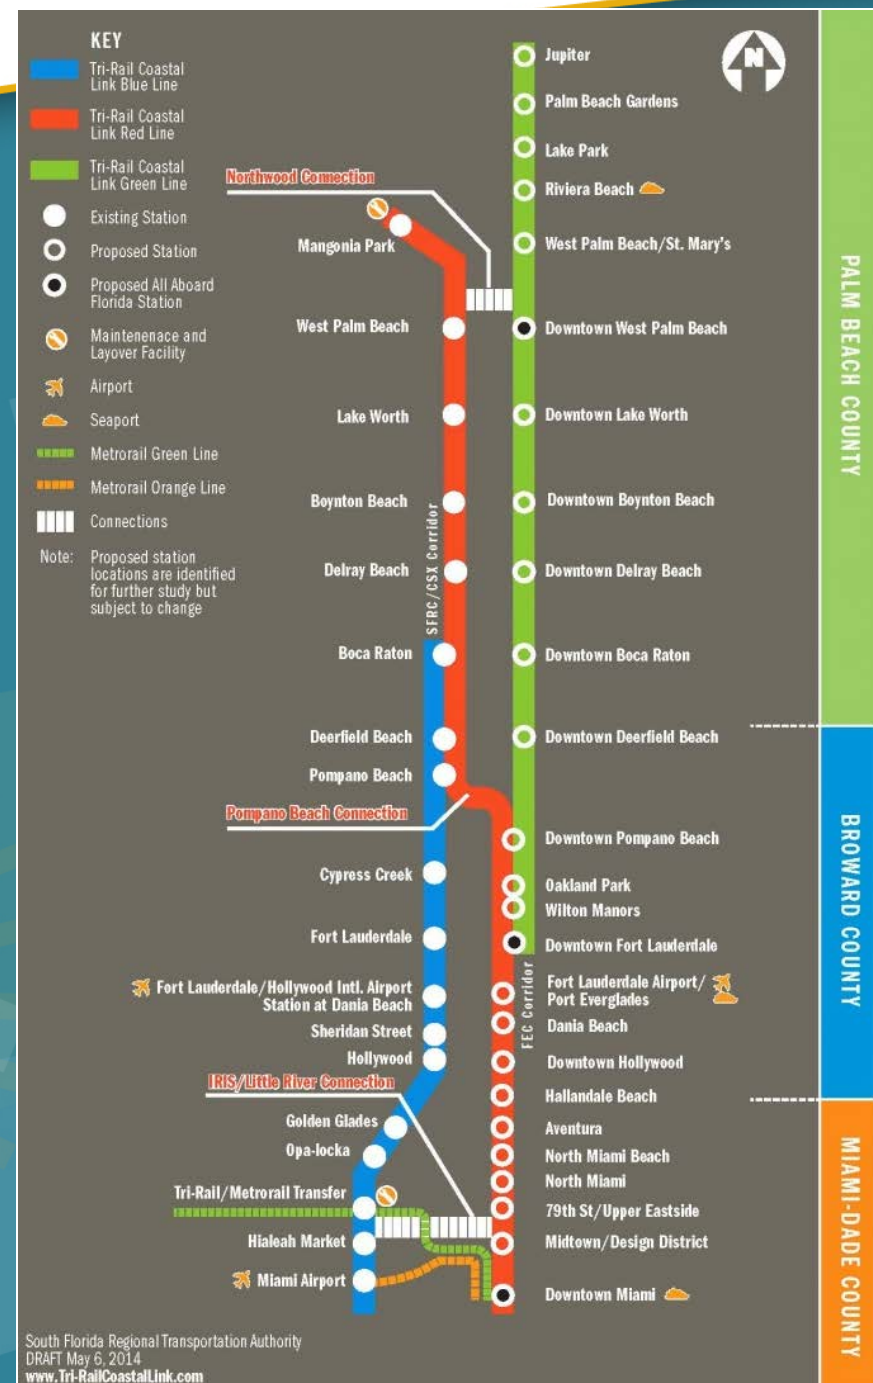 KEY
Tri-Rail Coastal
Link Blue Line
Tri-Rail Coastal
Link Red Line
Tri-Rail Coastal
Link Green Line
Existing Station
Proposed Station
Proposed All Aboard
Florida Station
Maintenenace and
Layover Facility
Airport
Seaport
Metrorail Green Line
Metrorail Orange Line
Connections
Note: Proposed station
locations are identified
for further study but
subject to change
N
Northwood Connection
Mangonia Park
West Palm Beach
Lake Worth
Boynton Beach
Delray Beach
SFRC/CSX Corridor
Boca Raton
Deerfield Beach
Pompano Beach
Pompano Beach Connection
Cypress Creek
Fort Lauderdale
Fort Lauderdale/Hollywood Intl. Airport
Station at Dania Beach
Sheridan Street
Hollywood
IRIS/Little River Connection
Golden Glades
Opa-locka
Tri-Rail/Metrorail Transfer
Hialeah Market
Miami Airport
Jupiter
Palm Beach Gardens
Lake Park
Riviera Beach
West Palm Beach/St. Mary's
Downtown West Palm Beach
Downtown Lake Worth
Downtown Boynton Beach
Downtown Delray Beach
Downtown Boca Raton
Downtown Deerfield Beach
Downtown Pompano Beach
Oakland Park
Wilton Manors
Downtown Fort Lauderdale
FEC Corridor
Fort Lauderdale Airport/
Port Everglades
Dania Beach
Downtown Hollywood
Hallandale Beach
Aventura
North Miami Beach
North Miami
79th St/Upper Eastside
Midtown/Design District
Downtown Miami
PALM BEACH COUNTY
BROWARD COUNTY
MIAMI-DADE COUNTY
South Florida Regional Transportation Authority
DRAFT May 6, 2014
www.Tri-RailCoastalLink.com